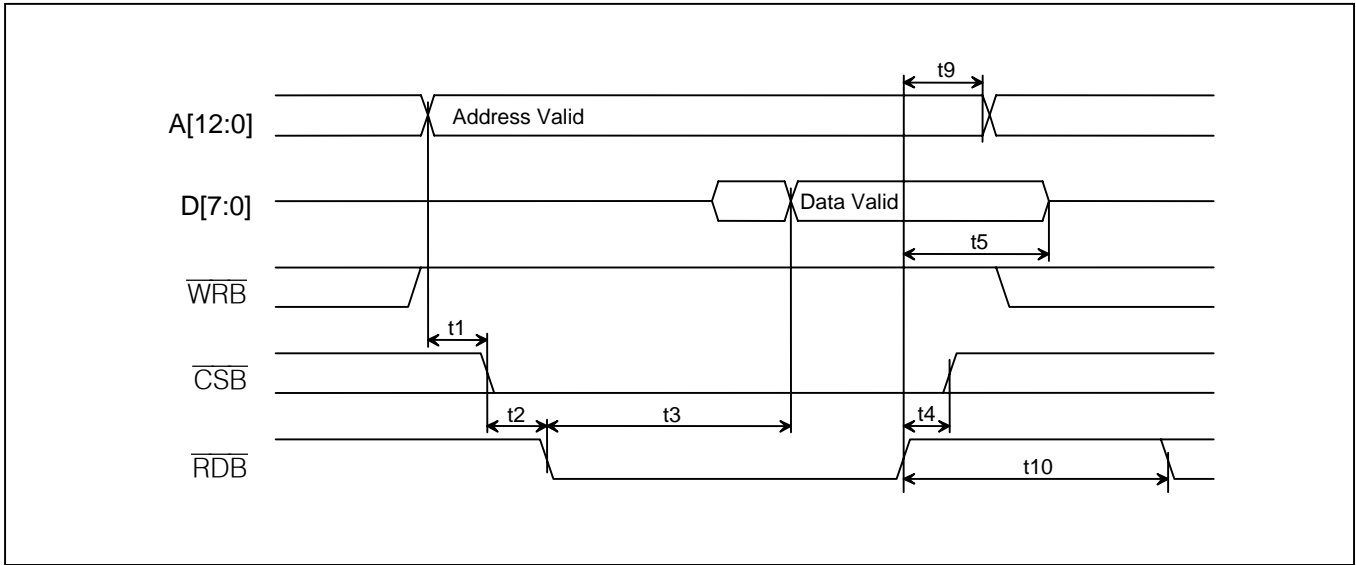 t9
A[12:0]
Address Valid
D[7:0]
Data Valid
t5
WRB
t1
CSB
t2
t3
t4
RDB
t10